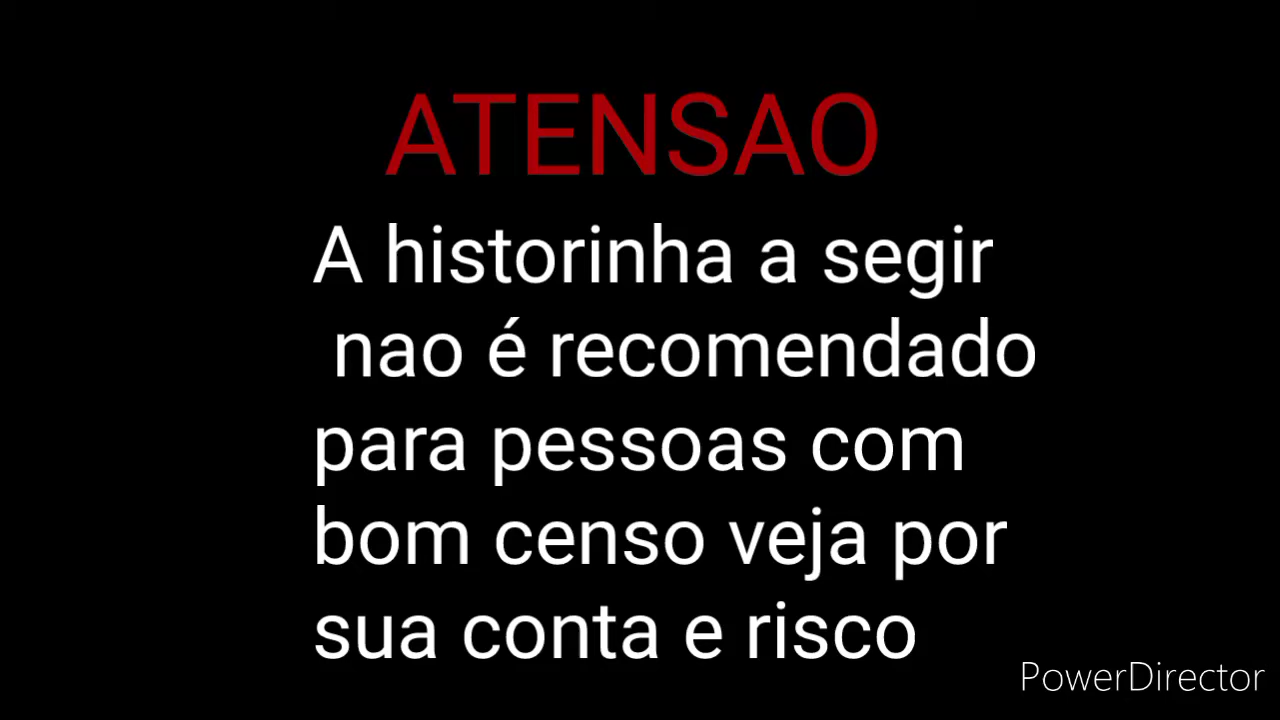 ATENSAO
A historinha a segir
nao é recomendado
para pessoas com
bom censo veja por
sua conta e risco
PowerDirector